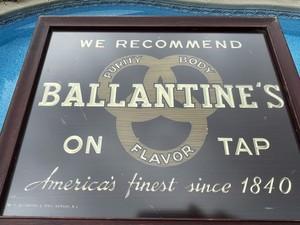 WE RECOMMEND
PURITY BODY
BALLANTINE'S
FLAVOR
ON TAP
America's finest since 1840